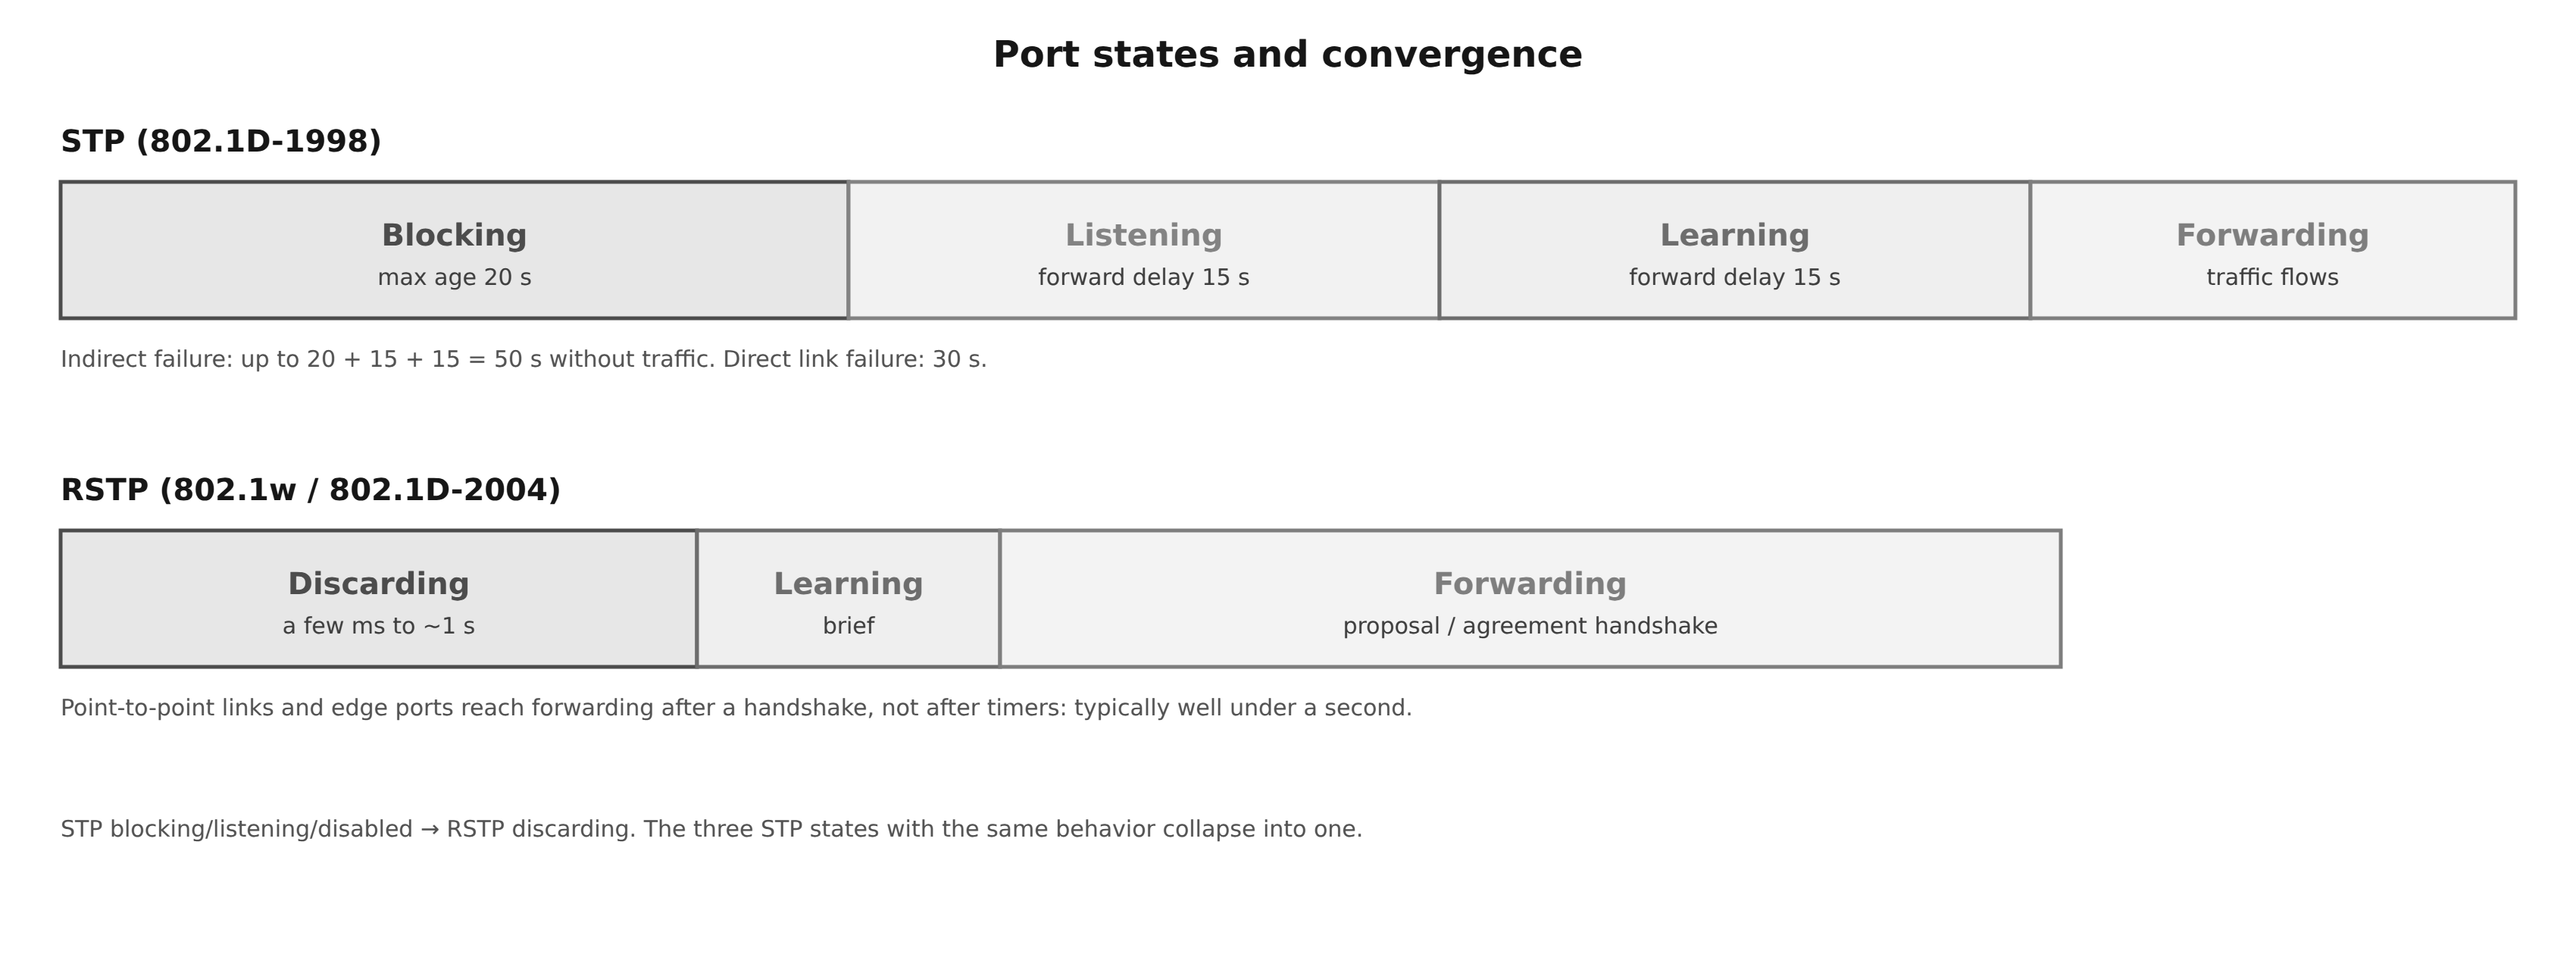 Port states and convergence
STP (802.1D-1998)
Blocking
max age 20 s
Listening
forward delay 15 s
Learning
forward delay 15 s
Forwarding
traffic flows
Indirect failure: up to 20 + 15 + 15 = 50 s without traffic. Direct link failure: 30 s.
RSTP (802.1w / 802.1D-2004)
Discarding
a few ms to ~1 s
Learning
brief
Forwarding
proposal / agreement handshake
Point-to-point links and edge ports reach forwarding after a handshake, not after timers: typically well under a second.
STP blocking/listening/disabled → RSTP discarding. The three STP states with the same behavior collapse into one.